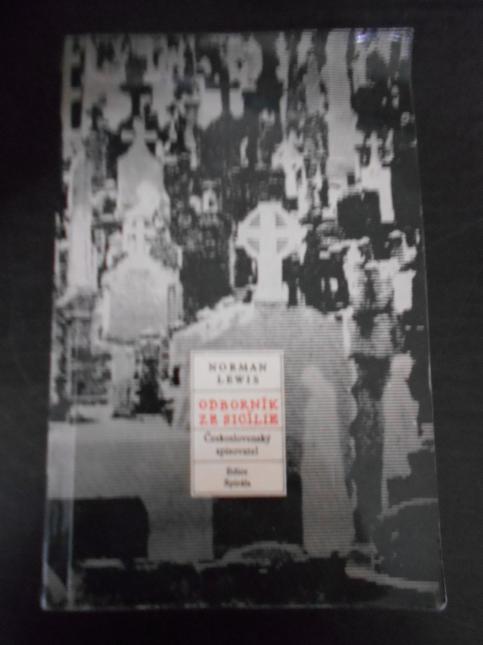 NORMAN
LEWIS
ODBORNÍK
ZE SICÍLIE
Československý
spisovatel
Edice
Spirála